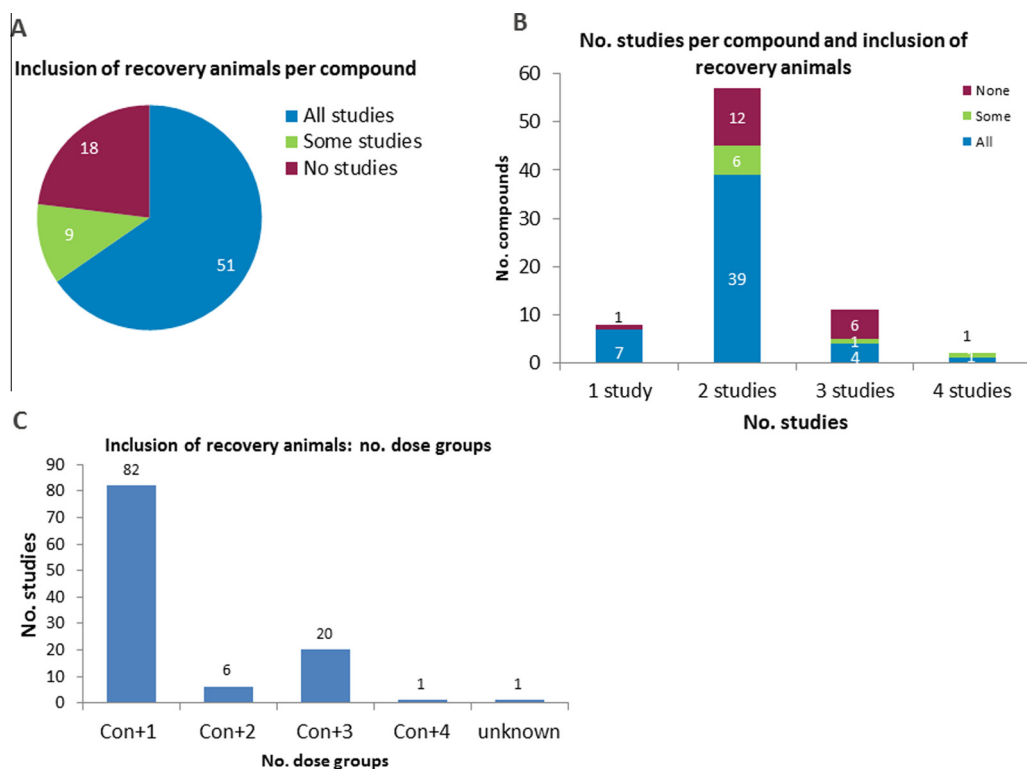 A
Inclusion of recovery animals per compound
18
9
51
All studies
Some studies
No studies
B
No. studies per compound and inclusion of
recovery animals
None
Some
All
No. compounds
60
50
40
30
20
10
0
1
7
12
6
39
6
1
4
1
1
1 study
2 studies
3 studies
4 studies
No. studies
C
Inclusion of recovery animals: no. dose groups
No. studies
90
80
70
60
50
40
30
20
10
0
82
6
20
1
1
Con+1
Con+2
Con+3
Con+4
unknown
No. dose groups